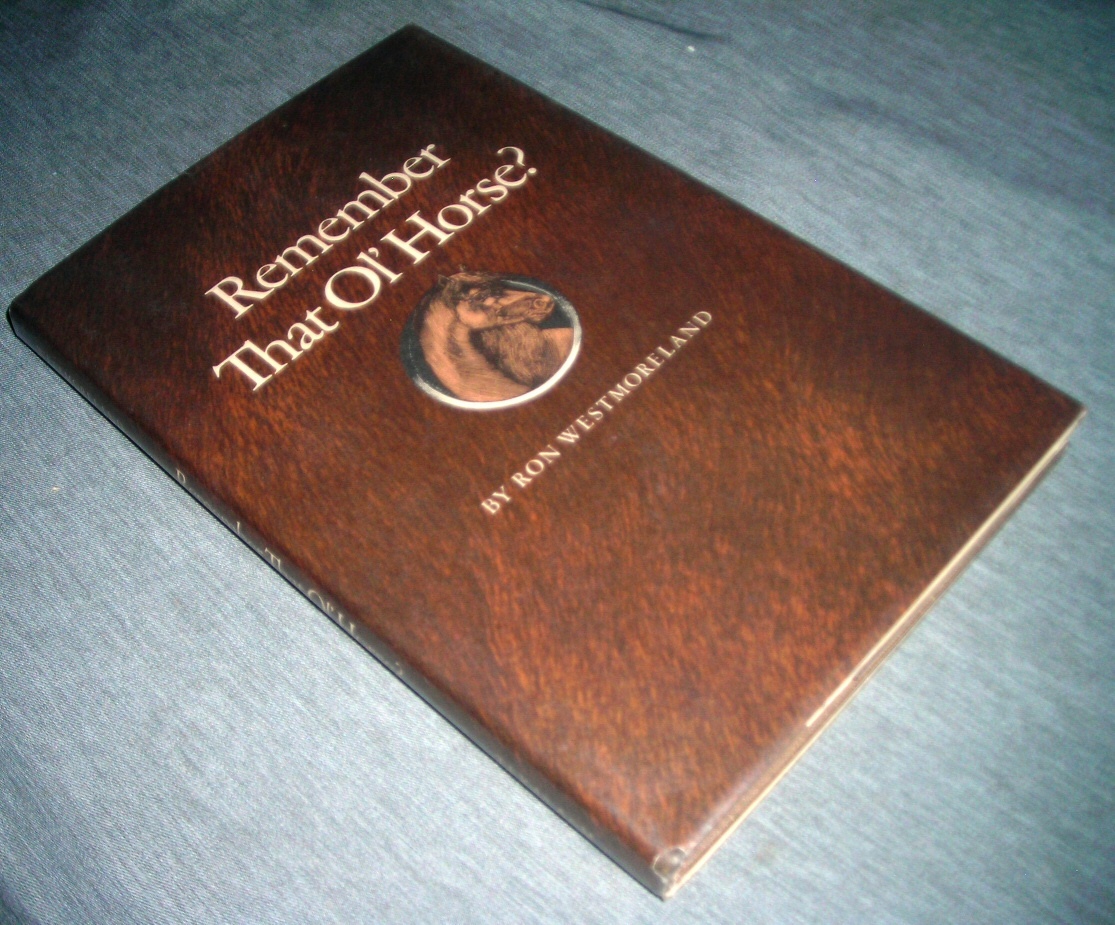 Remember
That Ol' Horse?
BY RON WESTMORELAND